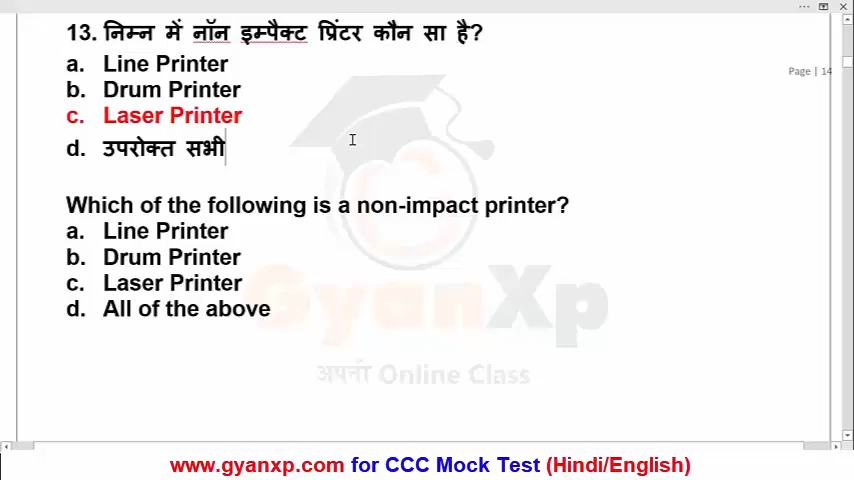 13. निम्न में नॉन इम्पैक्ट प्रिंटर कौन सा है?
a. Line Printer
Page | 14
b. Drum Printer
c. Laser Printer
d. उपरोक्त सभी
Which of the following is a non-impact printer?
a. Line Printer
b. Drum Printer
c. Laser Printer
d. All of the above
GyanXp
अपनी Online Class
www.gyanxp.com for CCC Mock Test (Hindi/English)